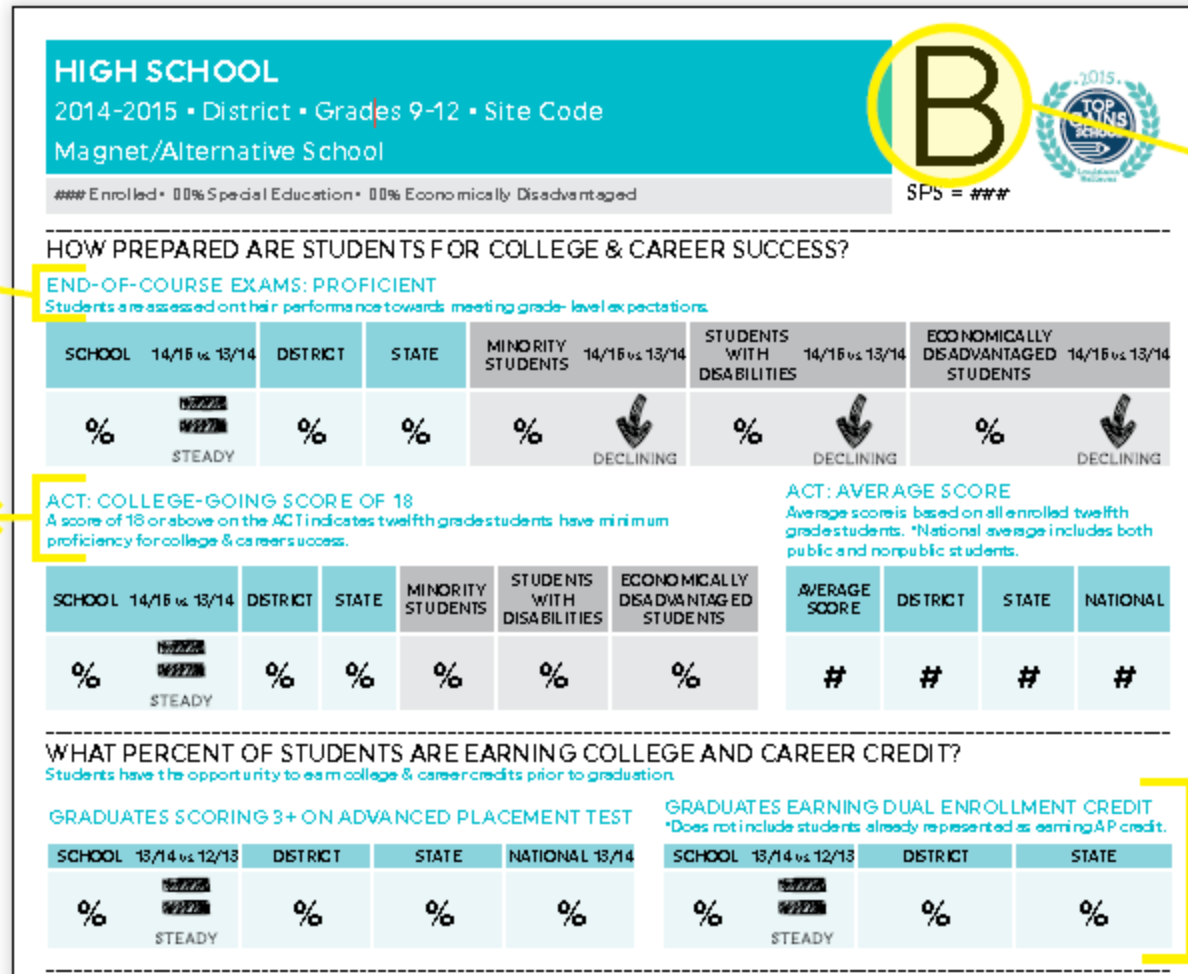 HIGH SCHOOL
2014-2015 • District • Grades 9-12 • Site Code
Magnet/Alternative School
B
2015
TOP
GAINS
SCHOOL
Louisiana
Believes
### Enrolled • 00% Special Education • 00% Economically Disadvantaged
SPS = ###
HOW PREPARED ARE STUDENTS FOR COLLEGE & CAREER SUCCESS?
END-OF-COURSE EXAMS: PROFICIENT
Students are assessed on their performance towards meeting grade-level expectations.
SCHOOL 14/15 vs. 13/14 DISTRICT STATE MINORITY STUDENTS 14/15 vs. 13/14 STUDENTS WITH DISABILITIES 14/15 vs. 13/14 ECONOMICALLY DISADVANTAGED STUDENTS 14/15 vs. 13/14
% % % % % %
STEADY DECLINING DECLINING DECLINING
ACT: COLLEGE-GOING SCORE OF 18
A score of 18 or above on the ACT indicates twelfth grade students have minimum
proficiency for college & career success.
SCHOOL 14/15 vs. 13/14 DISTRICT STATE MINORITY STUDENTS STUDENTS WITH DISABILITIES ECONOMICALLY DISADVANTAGED STUDENTS
% % % % % %
STEADY
ACT: AVERAGE SCORE
Average score is based on all enrolled twelfth
grade students. *National average includes both
public and nonpublic students.
AVERAGE SCORE DISTRICT STATE NATIONAL
# # # #
WHAT PERCENT OF STUDENTS ARE EARNING COLLEGE AND CAREER CREDIT?
Students have the opportunity to earn college & career credits prior to graduation.
GRADUATES SCORING 3+ ON ADVANCED PLACEMENT TEST
SCHOOL 13/14 vs. 12/13 DISTRICT STATE NATIONAL 13/14
% % % %
STEADY
GRADUATES EARNING DUAL ENROLLMENT CREDIT
*Does not include students already represented as earning AP credit.
SCHOOL 13/14 vs. 12/13 DISTRICT STATE
% % %
STEADY